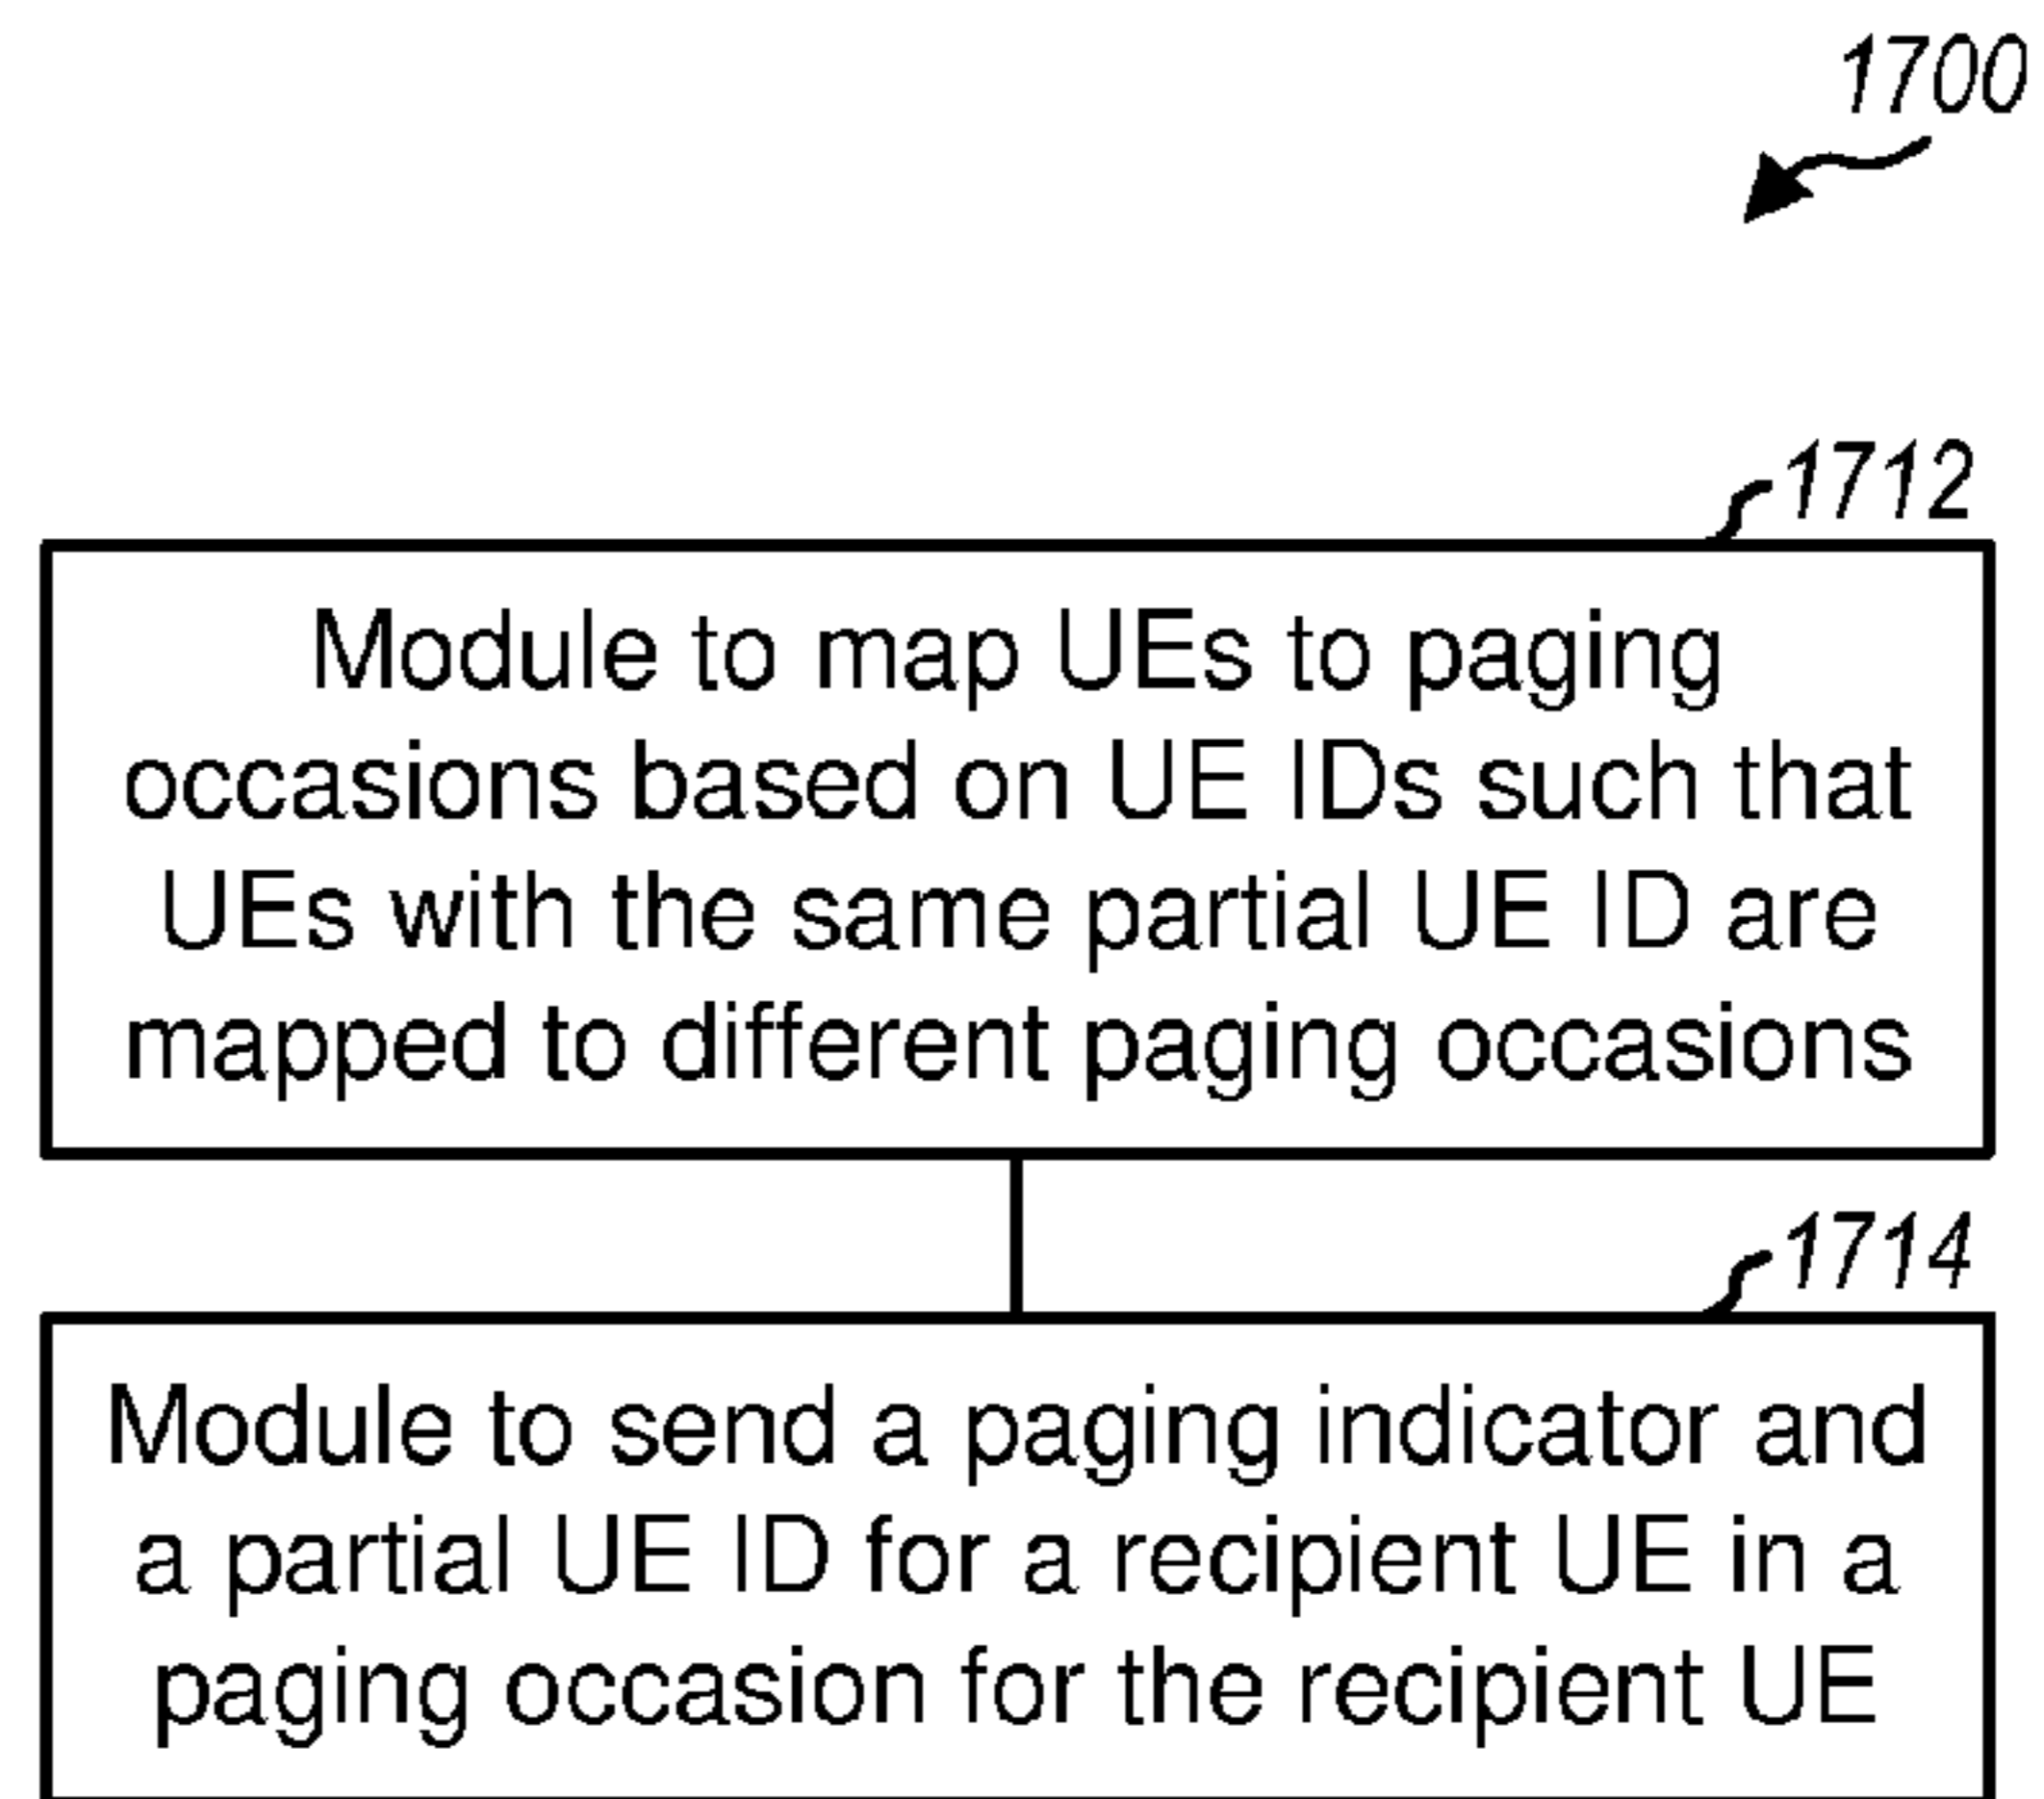 1700
1712
Module to map UEs to paging
occasions based on UE IDs such that
UEs with the same partial UE ID are
mapped to different paging occasions
1714
Module to send a paging indicator and
a partial UE ID for a recipient UE in a
paging occasion for the recipient UE